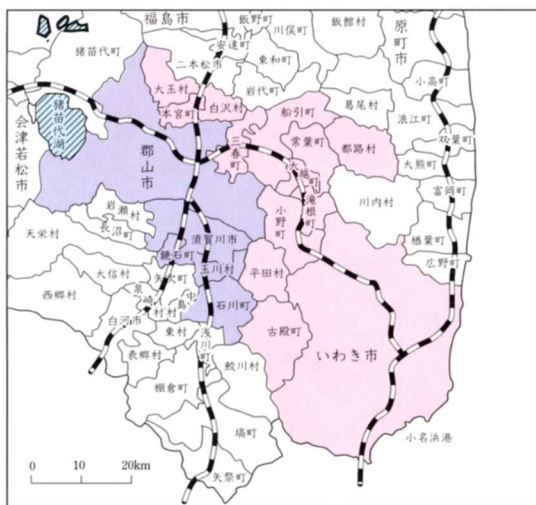 福島市
飯野町
川俣町
飯館村
原町市
猪苗代町
安達町
二本松市
東和町
小高町
大玉村
白沢村
岩代町
船引町
葛尾村
浪江町
本宮町
猪苗代湖
会津若松市
郡山市
三春町
常葉町
都路村
双葉町
大熊町
大越町
滝根町
富岡町
川内村
小野町
岩瀬村
長沼町
天栄村
須賀川市
楢葉町
広野町
鏡石町
玉川村
平田村
大信村
矢吹町
西郷村
泉崎村
中島村
石川町
白河市
東村
浅川町
古殿町
いわき市
表郷村
鮫川村
棚倉町
塙町
小名浜港
矢祭町
0 10 20km